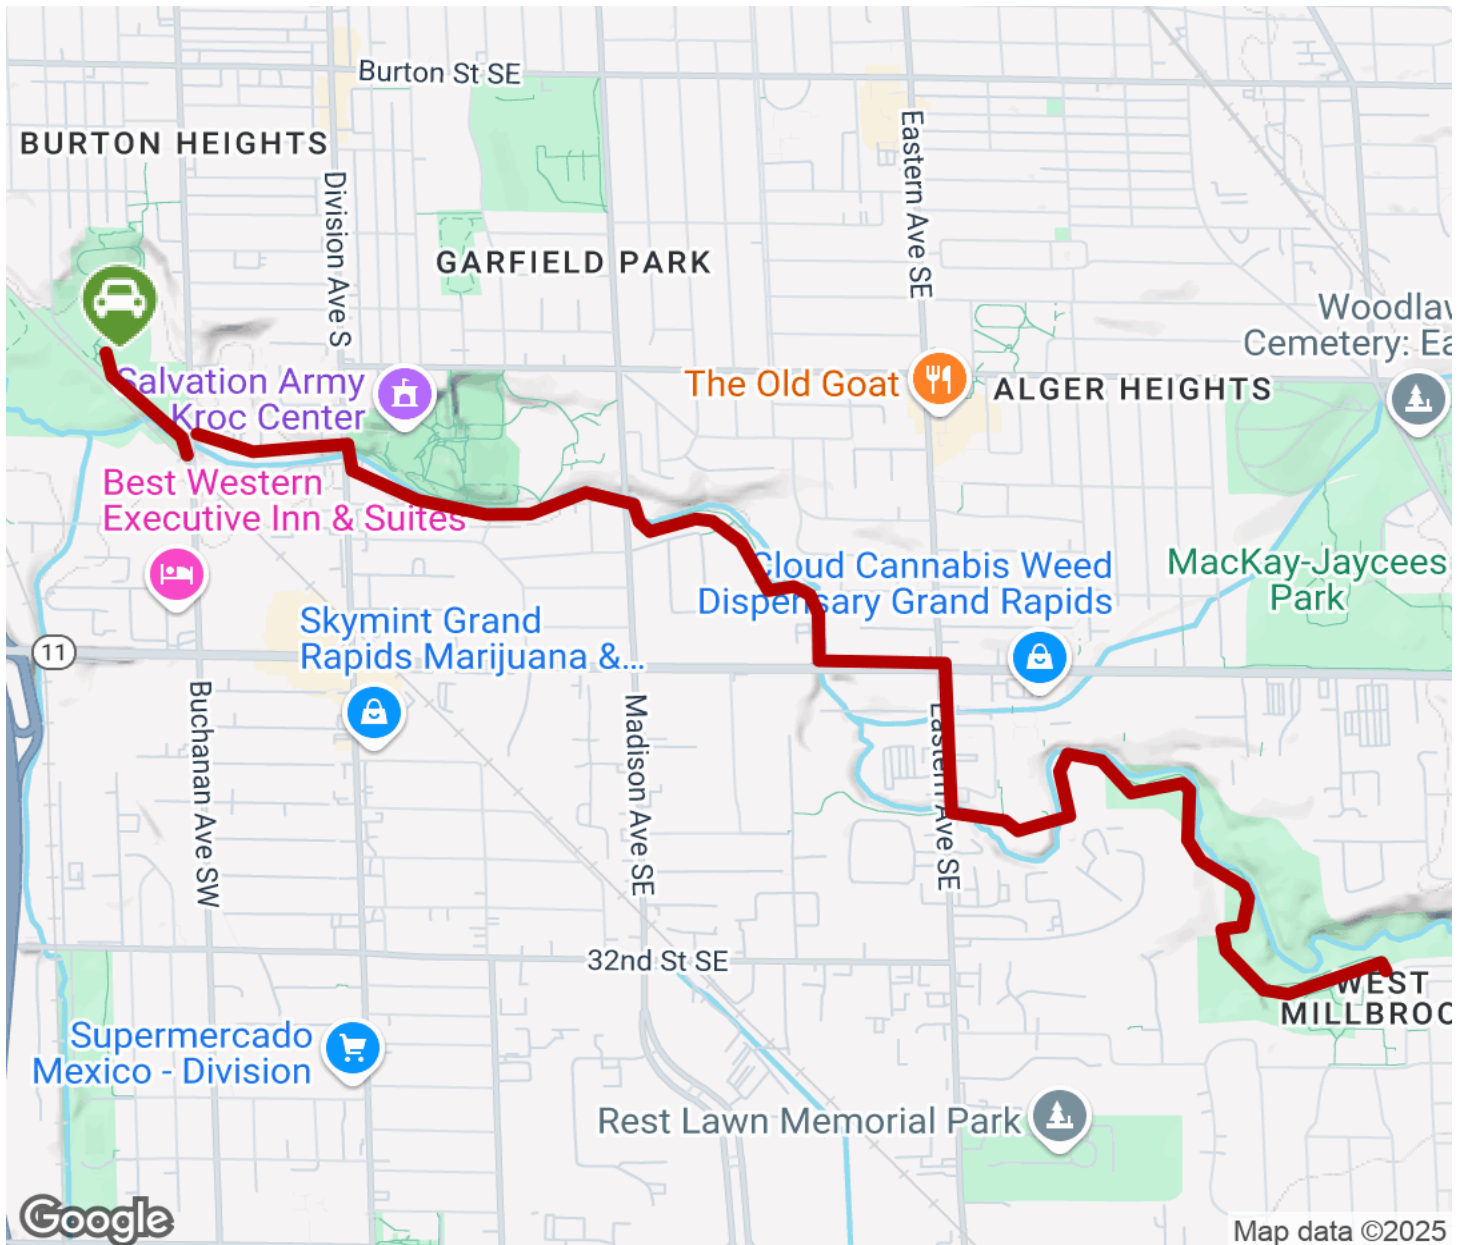 Burton St SE
BURTON HEIGHTS
Eastern Ave SE
Division Ave S
GARFIELD PARK
Woodlaw
Cemetery: Ea
Salvation Army
Kroc Center
The Old Goat
ALGER HEIGHTS
Best Western
Executive Inn & Suites
Cloud Cannabis Weed
Dispensary Grand Rapids
MacKay-Jaycees
Park
Skymint Grand
Rapids Marijuana &...
11
Buchanan Ave SW
Madison Ave SE
Eastern Ave SE
32nd St SE
WEST
MILLBROO
Supermercado
Mexico - Division
Rest Lawn Memorial Park
Google
Map data ©2025